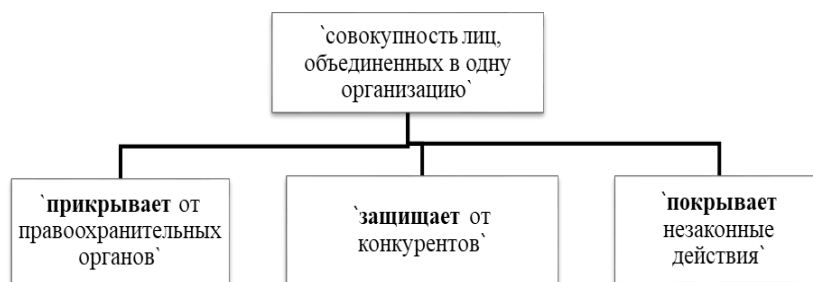 `совокупность лиц,
объединенных в одну
организацию`
`прикрывает от
правоохранительных
органов`
`защищает от
конкурентов`
`покрывает
незаконные
действия`